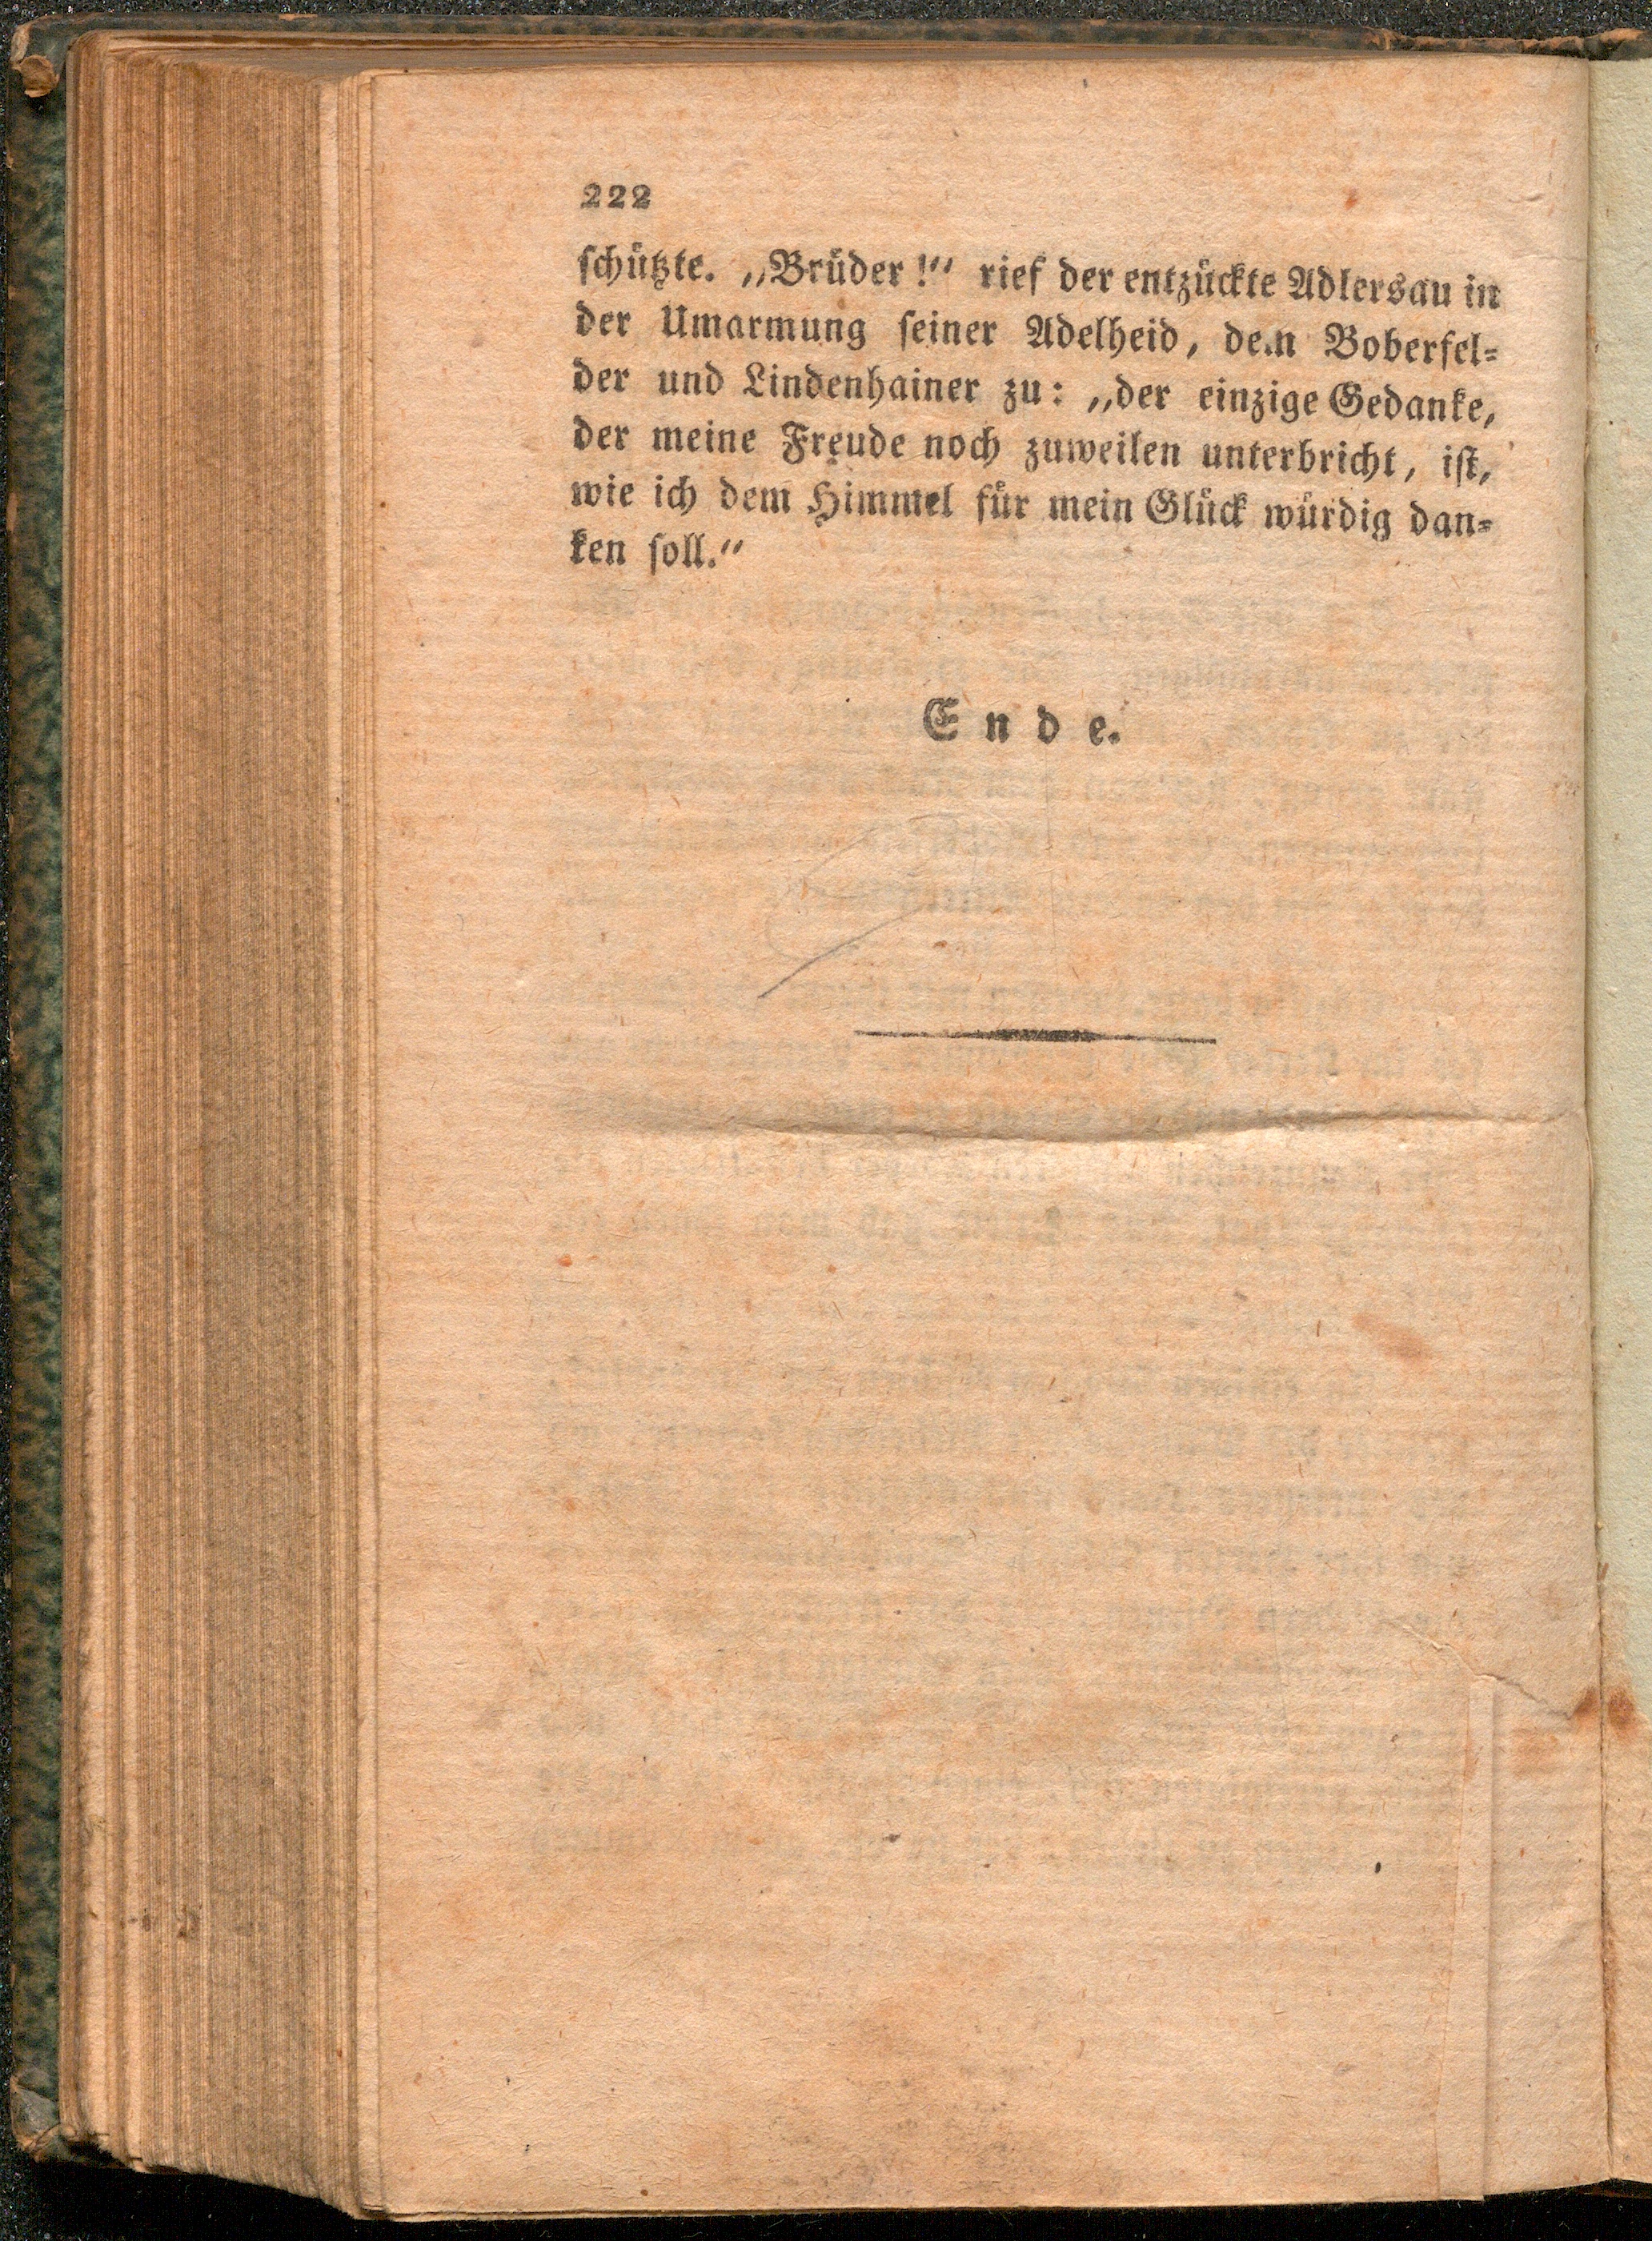 222
ſchützte. „Brüder!“ rief der entzückte Adlersau in
der Umarmung ſeiner Adelheid, dem Boberfel-
der und Lindenhainer zu: „der einzige Gedanke,
der meine Freude noch zuweilen unterbricht, iſt,
wie ich dem Himmel für mein Glück würdig dan-
ken ſoll.“
Ende.